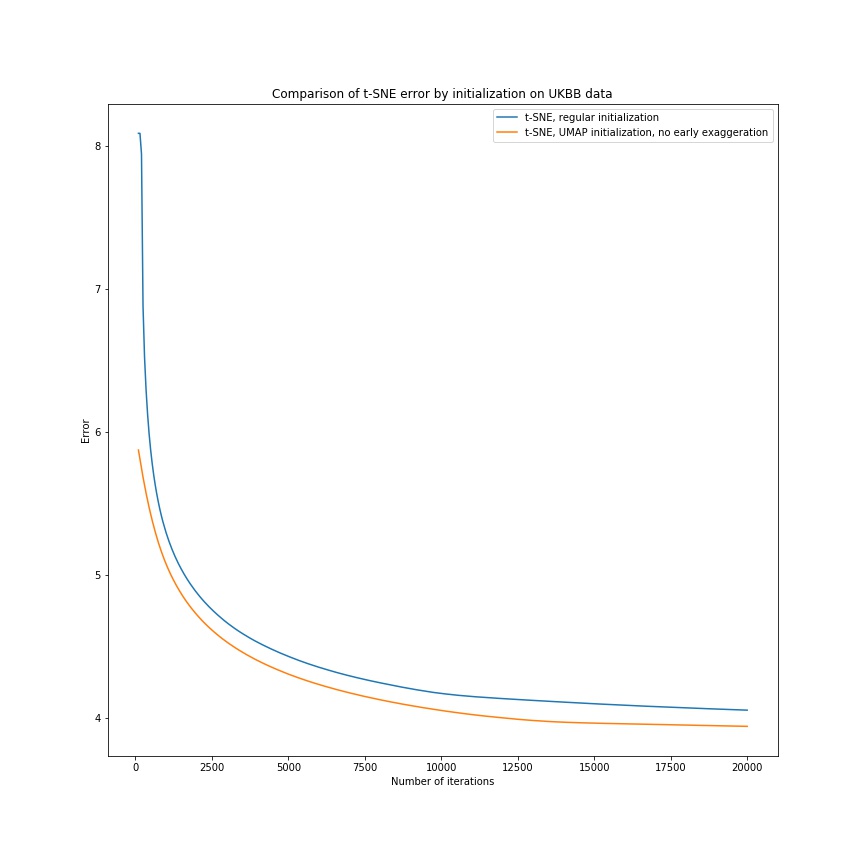 Comparison of t-SNE error by initialization on UKBB data
t-SNE, regular initialization
t-SNE, UMAP initialization, no early exaggeration
8
7
6
5
4
Error
0 2500 5000 7500 10000 12500 15000 17500 20000
Number of iterations